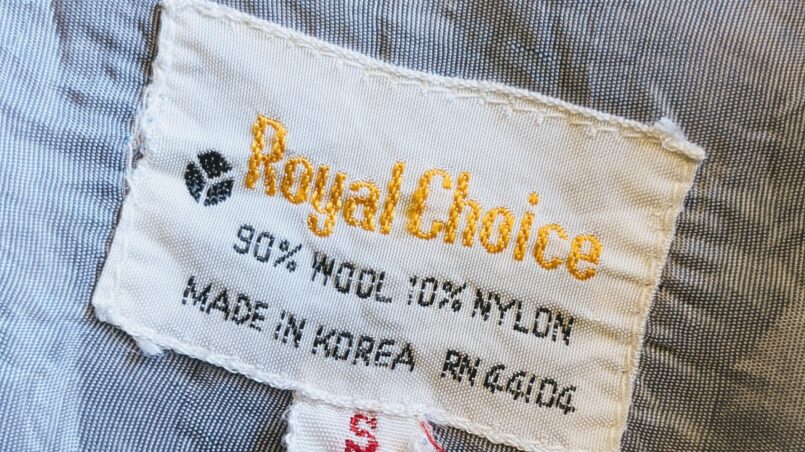 Royal Choice
90% WOOL 10% NYLON
MADE IN KOREA RN 44104
S